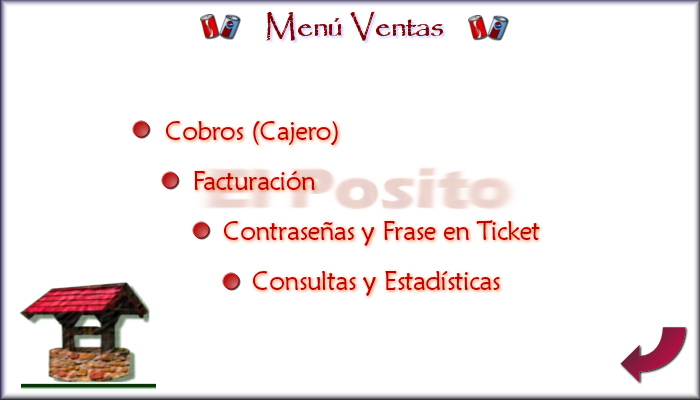 Menú Ventas
Cobros (Cajero)
Facturación
El Posito
Contraseñas y Frase en Ticket
Consultas y Estadísticas